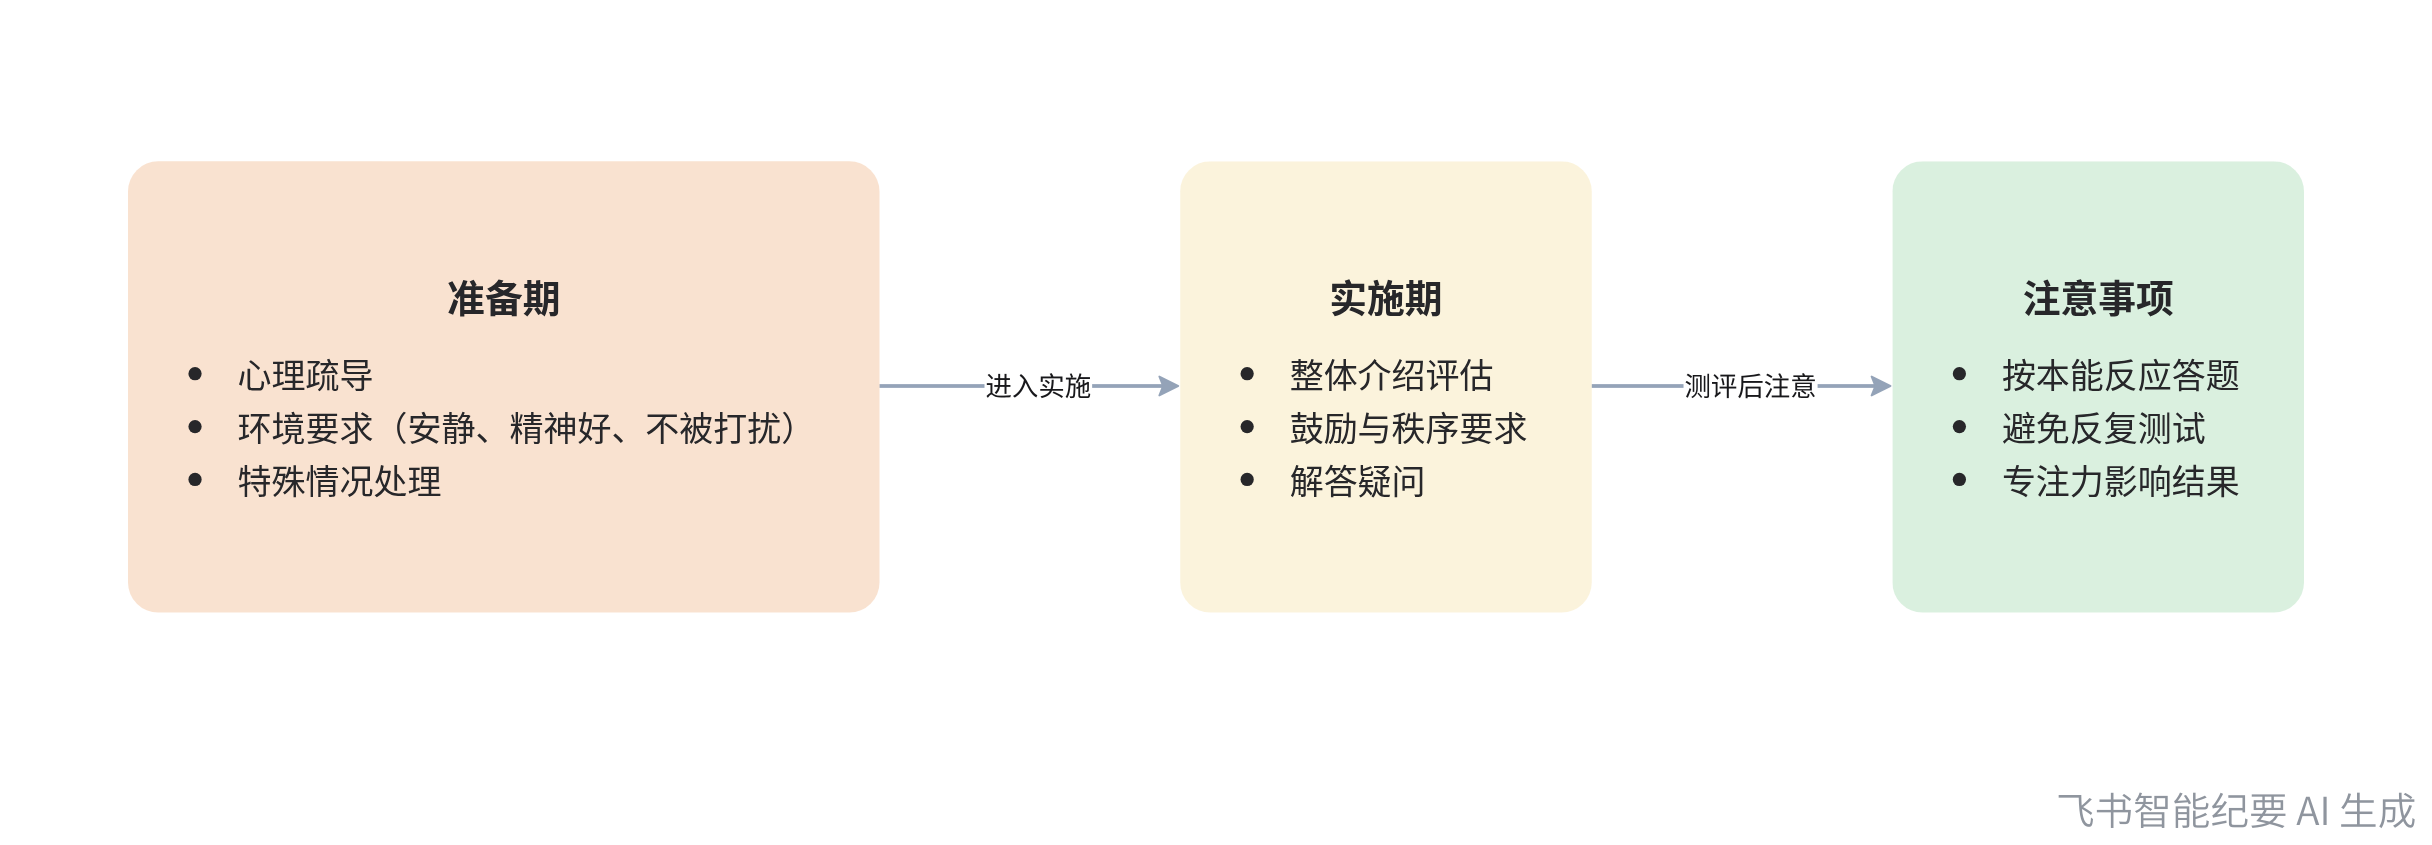 准备期
• 心理疏导
• 环境要求（安静、精神好、不被打扰）
• 特殊情况处理
进入实施
实施期
• 整体介绍评估
• 鼓励与秩序要求
• 解答疑问
测评后注意
注意事项
• 按本能反应答题
• 避免反复测试
• 专注力影响结果
飞书智能纪要 AI 生成